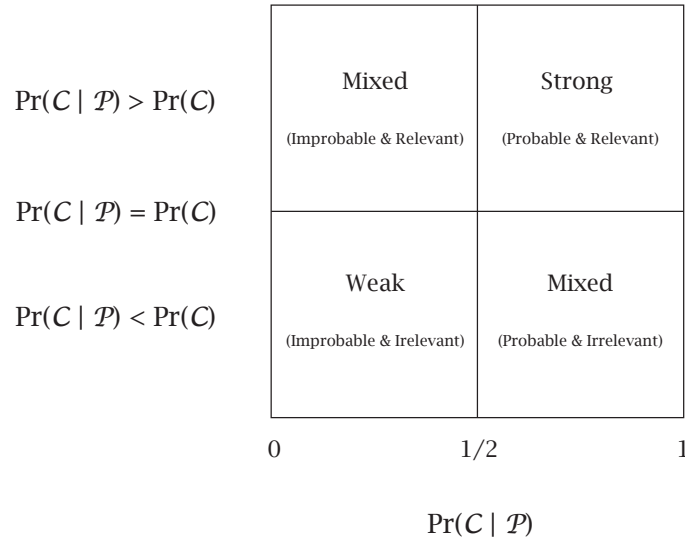 Mixed
Strong
Pr(C | P) > Pr(C)
(Improbable & Relevant)
(Probable & Relevant)
Pr(C | P) = Pr(C)
Weak
Mixed
Pr(C | P) < Pr(C)
(Improbable & Irelevant)
(Probable & Irrelevant)
0
1/2
1
Pr(C | P)